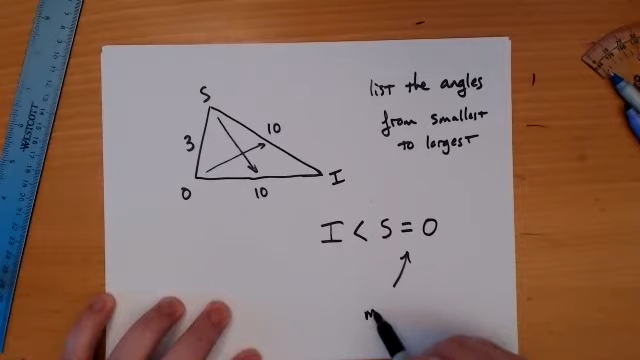 list the angles
from smallest
to largest
S
3
10
O
10
I
I < S = O
WESTCOTT